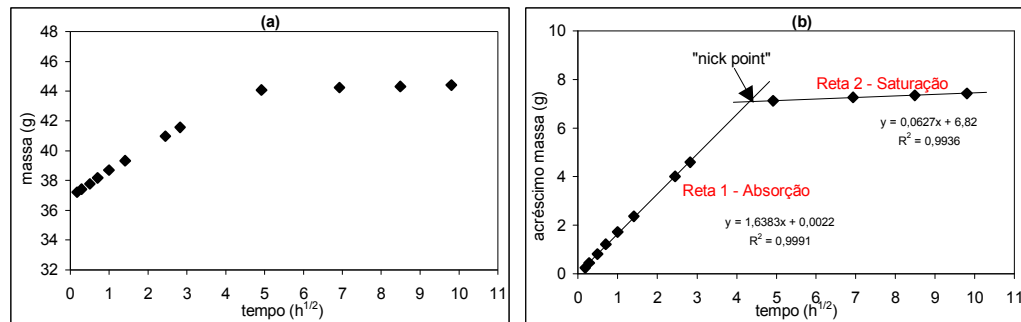 (a)
massa (g)
48
46
44
42
40
38
36
34
32
0 1 2 3 4 5 6 7 8 9 10 11
tempo (h^{1/2})
(b)
acréscimo massa (g)
10
8
6
4
2
0
"nick point"
Reta 2 - Saturação
y = 0,0627x + 6,82
R² = 0,9936
Reta 1 - Absorção
y = 1,6383x + 0,0022
R² = 0,9991
0 1 2 3 4 5 6 7 8 9 10 11
tempo (h^{1/2})